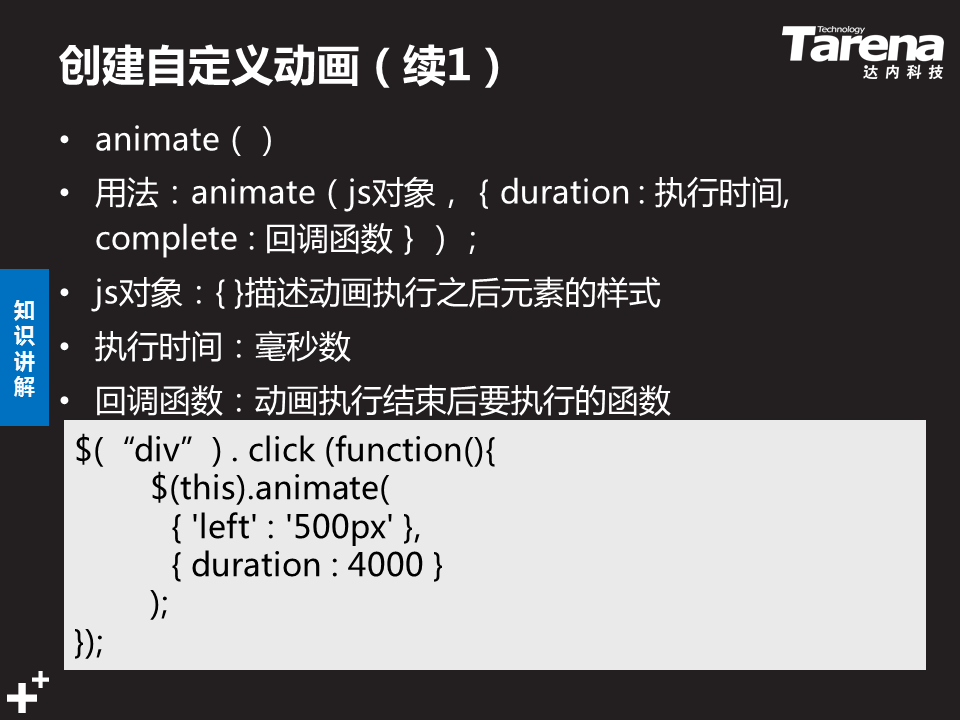 创建自定义动画（续1）
Technology
Tarena
达内科技
• animate（ ）
• 用法：animate（js对象，{ duration : 执行时间,
complete : 回调函数 } ）；
• js对象：{ }描述动画执行之后元素的样式
• 执行时间：毫秒数
• 回调函数：动画执行结束后要执行的函数
知识讲解
$(“div”) . click (function(){
$(this).animate(
{ 'left' : '500px' },
{ duration : 4000 }
);
});